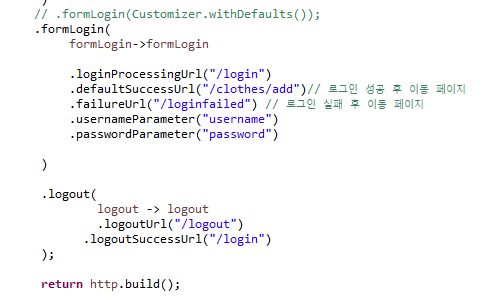 )
// .formLogin(Customizer.withDefaults());
.formLogin(
formLogin->formLogin
.loginProcessingUrl("/login")
.defaultSuccessUrl("/clothes/add")// 로그인 성공 후 이동 페이지
.failureUrl("/loginfailed") // 로그인 실패 후 이동 페이지
.usernameParameter("username")
.passwordParameter("password")
)
.logout(
logout -> logout
.logoutUrl("/logout")
.logoutSuccessUrl("/login")
);
return http.build();